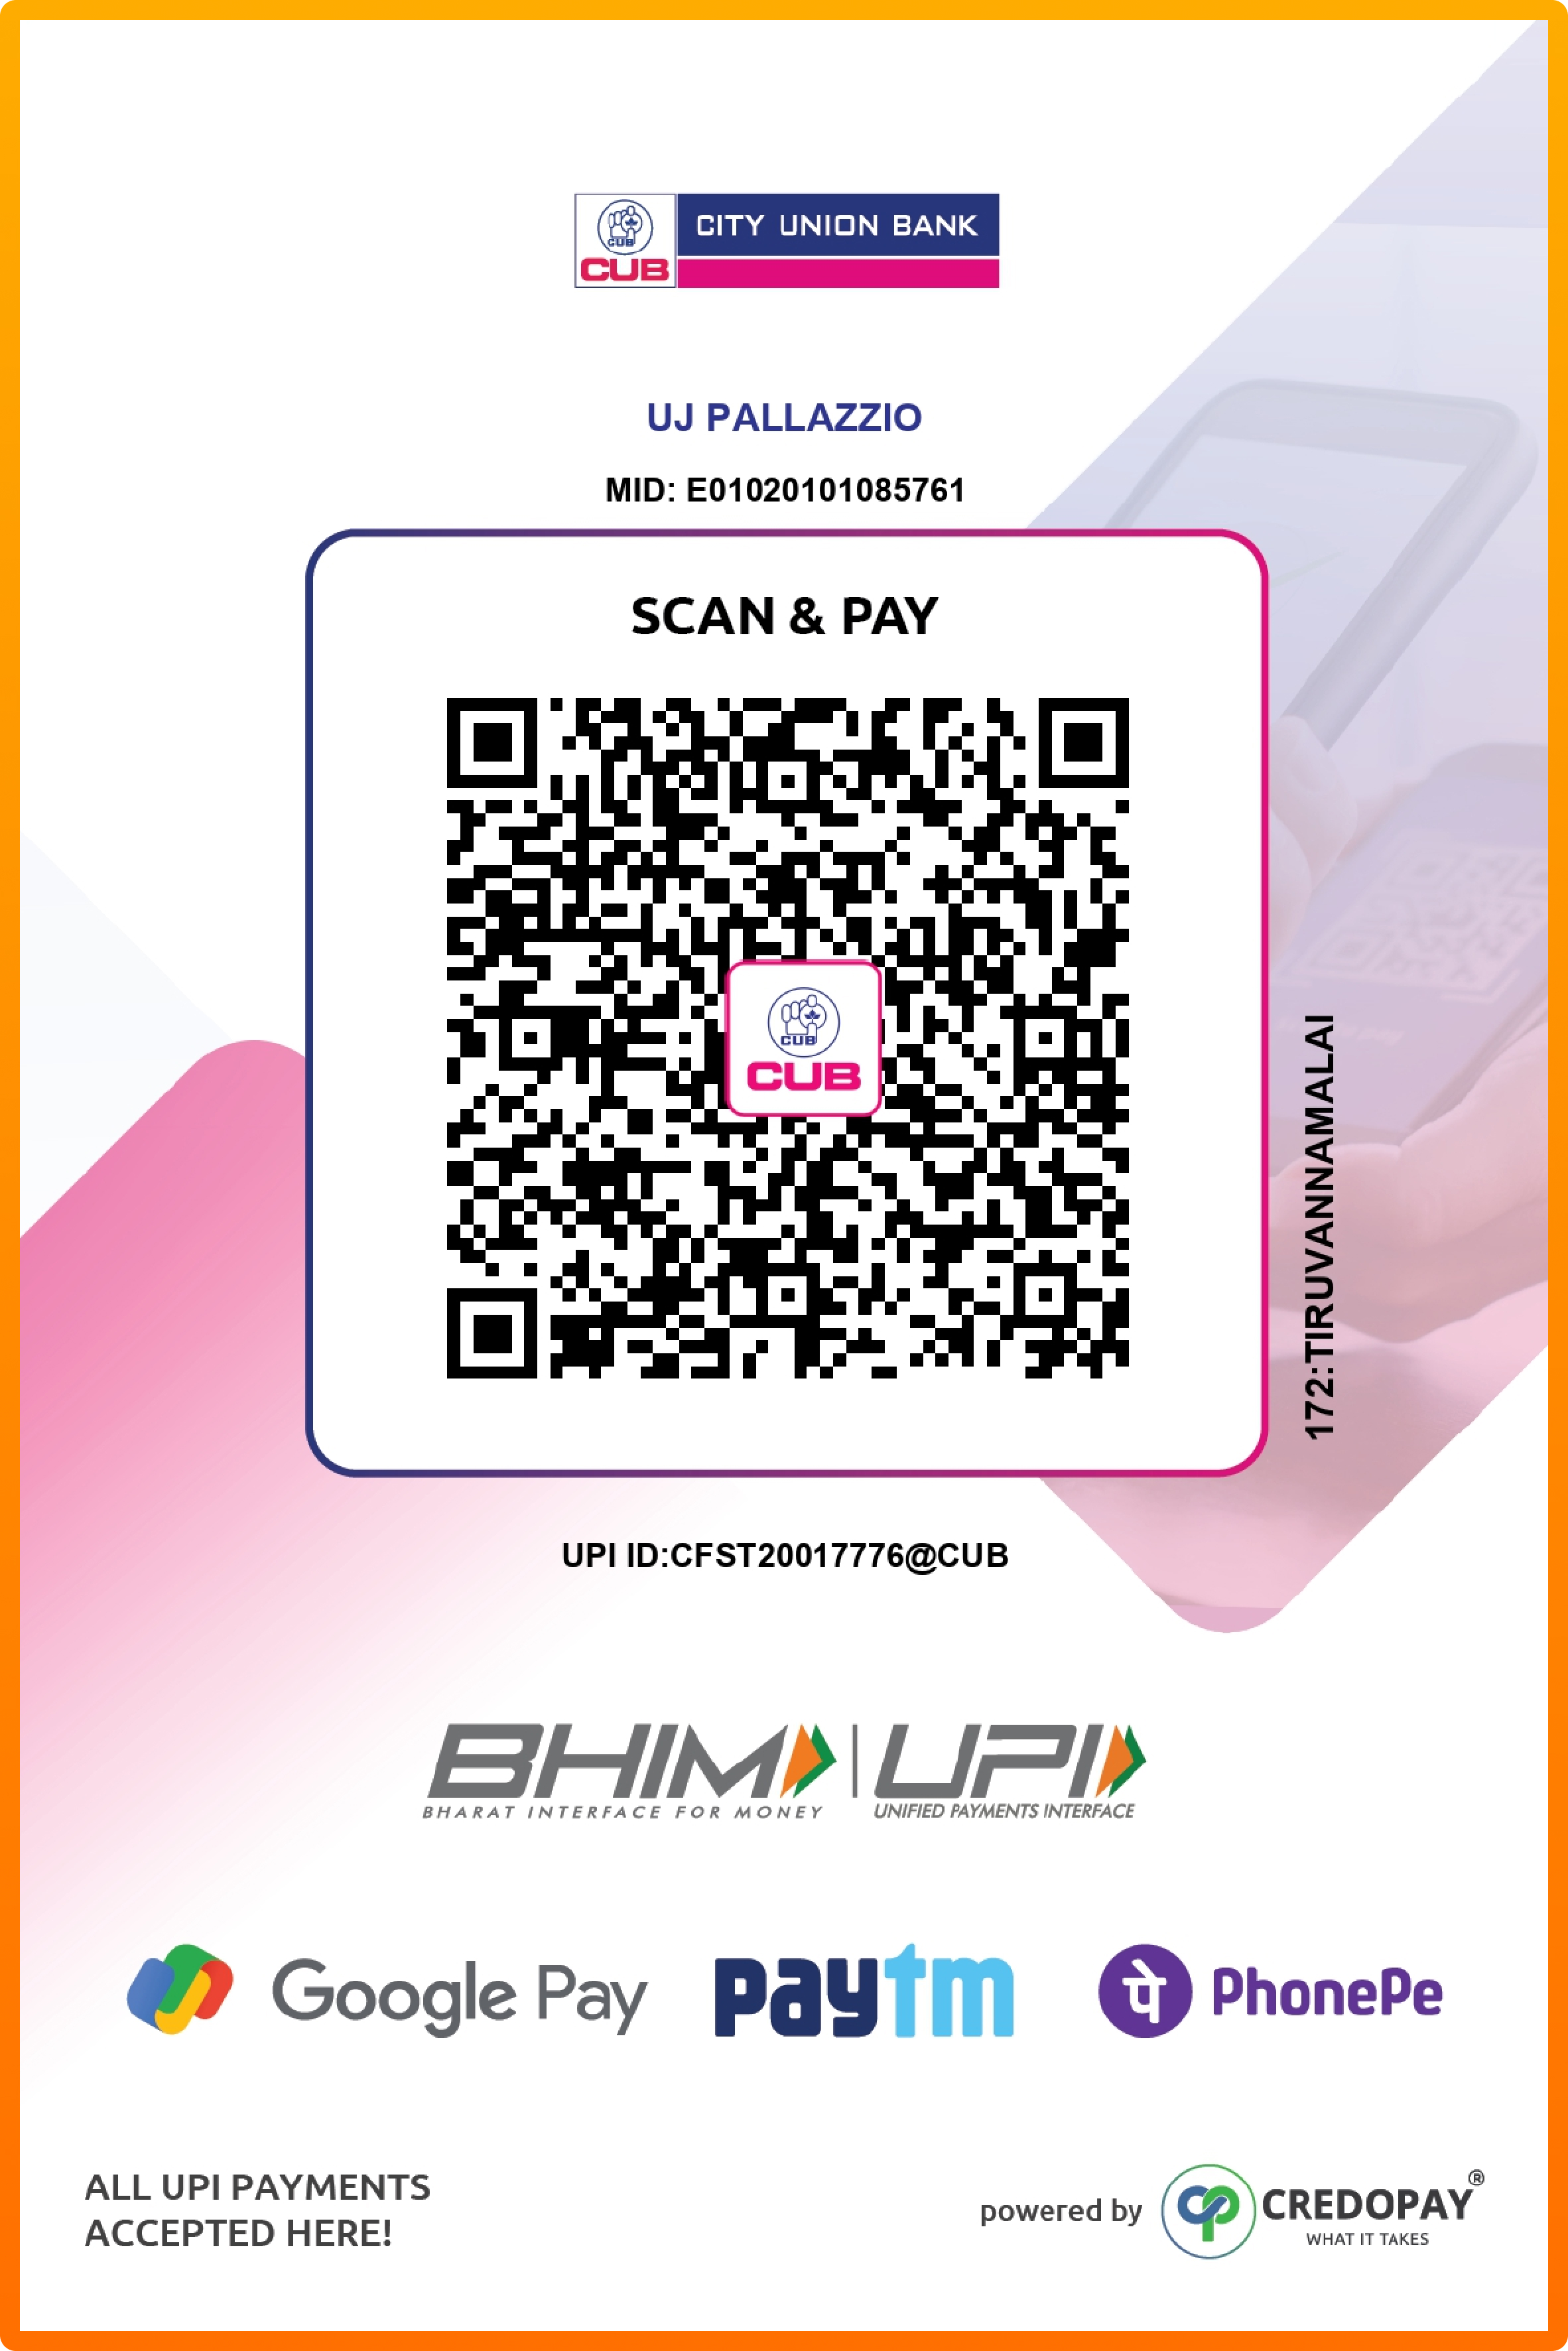 CUB
CUB
CITY UNION BANK
UJ PALLAZZIO
MID: E01020101085761
SCAN & PAY
CUB
CUB
172:TIRUVANNAMALAI
UPI ID:CFST20017776@CUB
BHIM | UPI
BHARAT INTERFACE FOR MONEY UNIFIED PAYMENTS INTERFACE
Google Pay paytm पे PhonePe
ALL UPI PAYMENTS
ACCEPTED HERE!
powered by CREDOPAY®
WHAT IT TAKES